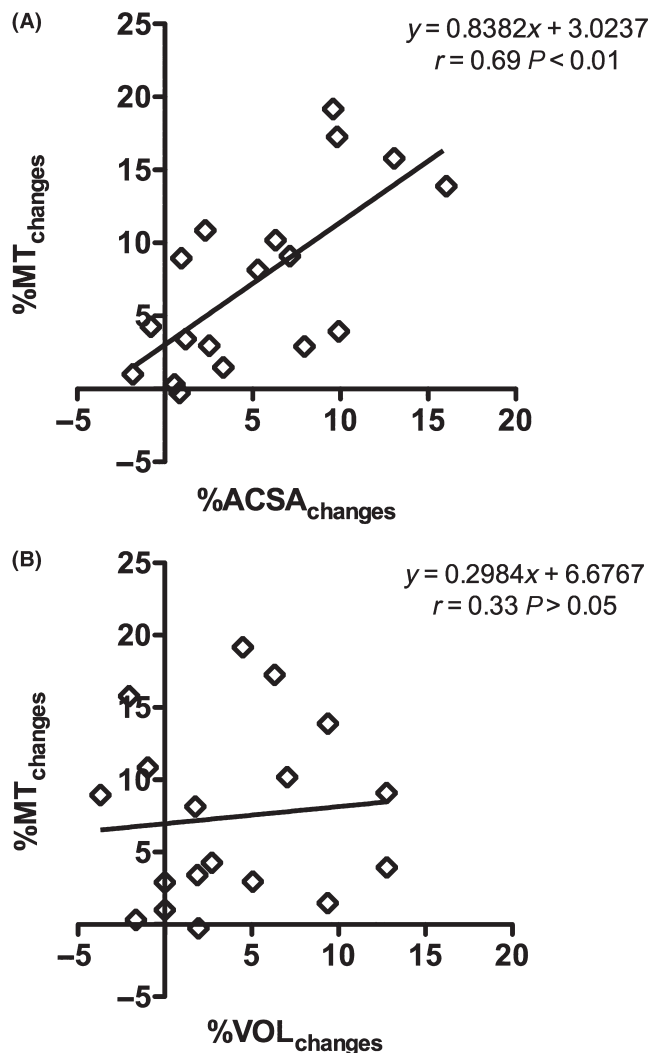 (A)
y = 0.8382x + 3.0237
r = 0.69 P < 0.01
25
20
15
10
5
–5
–5 5 10 15 20
%MTchanges
%ACSAchanges
(B)
y = 0.2984x + 6.6767
r = 0.33 P > 0.05
25
20
15
10
5
–5
–5 5 10 15 20
%MTchanges
%VOLchanges